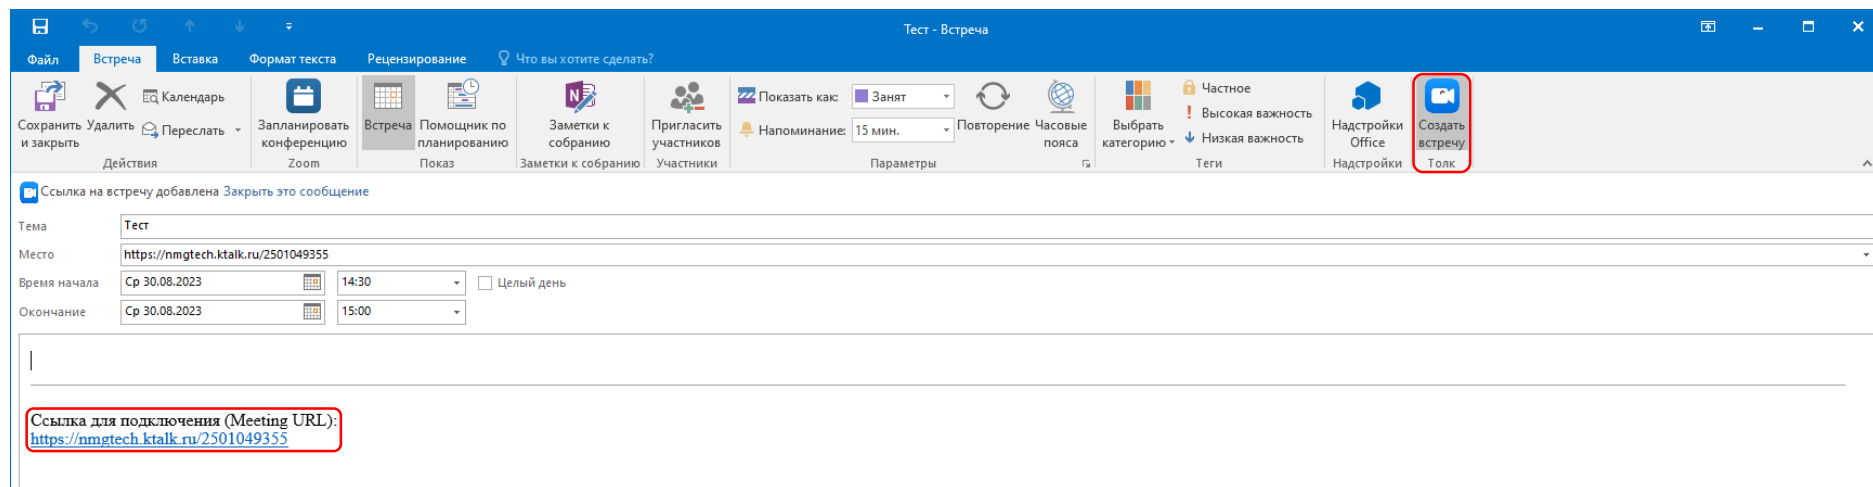 Тест - Встреча
Файл Встреча Вставка Формат текста Рецензирование Что вы хотите сделать?
Сохранить и закрыть
Удалить
Календарь
Переслать
Действия
Запланировать конференцию
Zoom
Встреча
Помощник по планированию
Показ
Заметки к собранию
Заметки к собранию
Пригласить участников
Участники
Показать как: Занят
Напоминание: 15 мин.
Повторение
Часовые пояса
Параметры
Выбрать категорию
Частное
Высокая важность
Низкая важность
Теги
Надстройки Office
Надстройки
Создать встречу
Толк
Ссылка на встречу добавлена Закрыть это сообщение
Тема Тест
Место https://nmgtech.ktalk.ru/2501049355
Время начала Ср 30.08.2023 14:30 Целый день
Окончание Ср 30.08.2023 15:00
Ссылка для подключения (Meeting URL):
https://nmgtech.ktalk.ru/2501049355